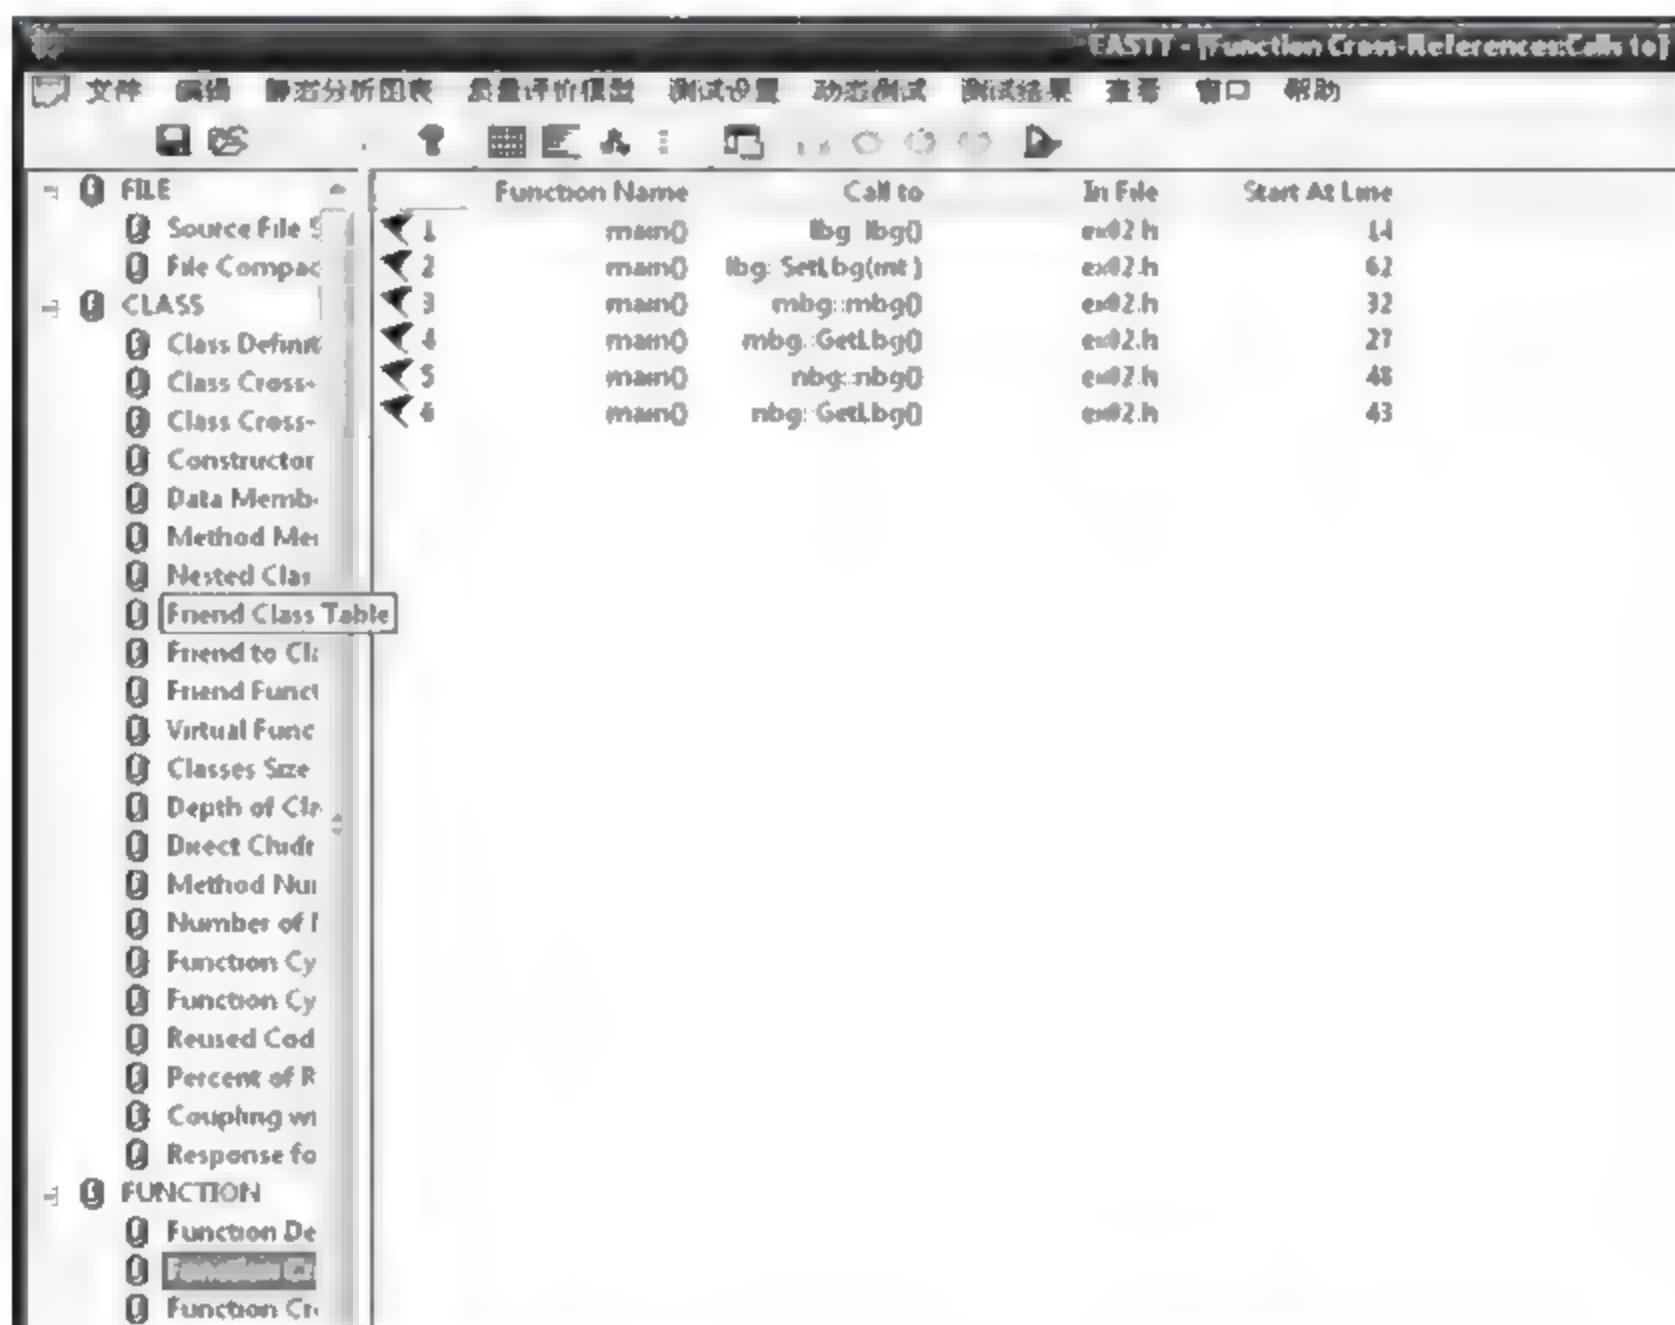 EASTT - [Function Cross-References:Calls to]
文件 编辑 静态分析图表 质量评价模型 测试设置 动态测试 测试结果 查看 窗口 帮助
FILE
Source File S
File Compac
CLASS
Class Definit
Class Cross-
Class Cross-
Constructor
Data Memb
Method Me
Nested Clas
Friend Class Table
Friend to Cla
Friend Funct
Virtual Func
Classes Size
Depth of Cla
Direct Childr
Method Nu
Number of
Function Cy
Function Cy
Reused Cod
Percent of R
Coupling wi
Response fo
FUNCTION
Function De
Function Cr
Function Cr
Function Name Call to In File Start At Line
1 main() lbg::lbg() ex02.h 14
2 main() lbg::SetLbg(int ) ex02.h 62
3 main() mbg::mbg() ex02.h 32
4 main() mbg::GetLbg() ex02.h 27
5 main() nbg::nbg() ex02.h 48
6 main() nbg::GetLbg() ex02.h 43